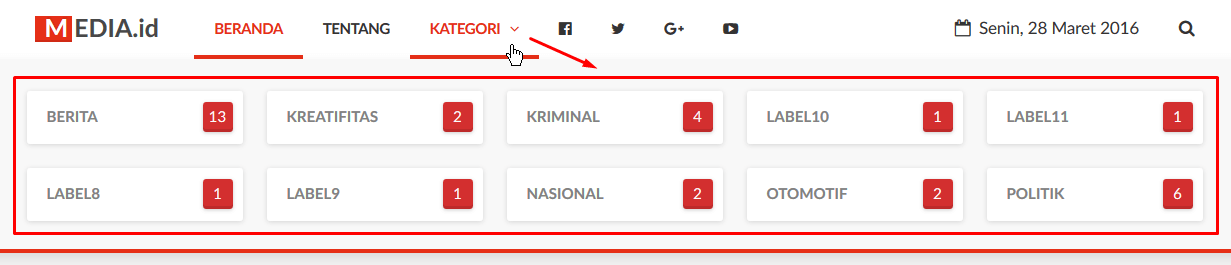 MEDIA.id BERANDA TENTANG KATEGORI Senin, 28 Maret 2016
BERITA 13 KREATIFITAS 2 KRIMINAL 4 LABEL10 1 LABEL11 1
LABEL8 1 LABEL9 1 NASIONAL 2 OTOMOTIF 2 POLITIK 6